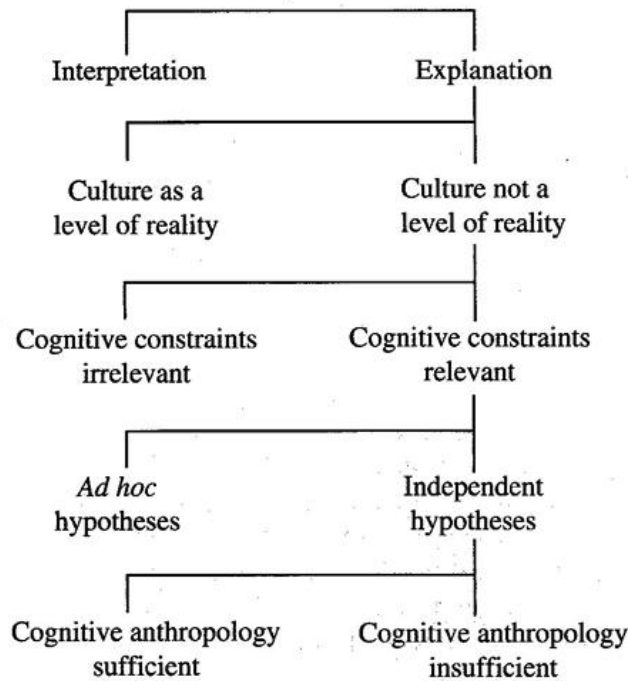 Interpretation Explanation
Culture as a Culture not a
level of reality level of reality
Cognitive constraints Cognitive constraints
irrelevant relevant
Ad hoc Independent
hypotheses hypotheses
Cognitive anthropology Cognitive anthropology
sufficient insufficient